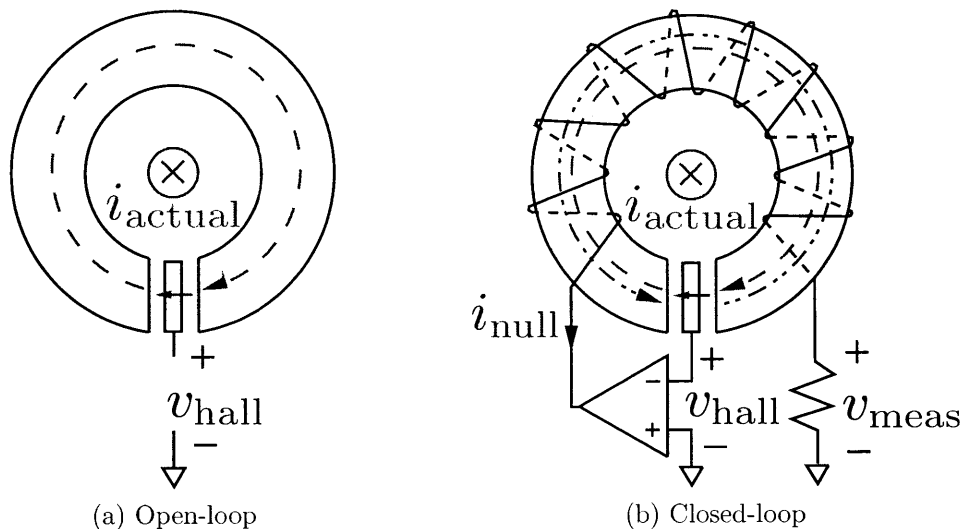 i_actual
+
v_hall
−
(a) Open-loop
i_actual
i_null
−
+
+
v_hall
−
+
v_meas
−
(b) Closed-loop